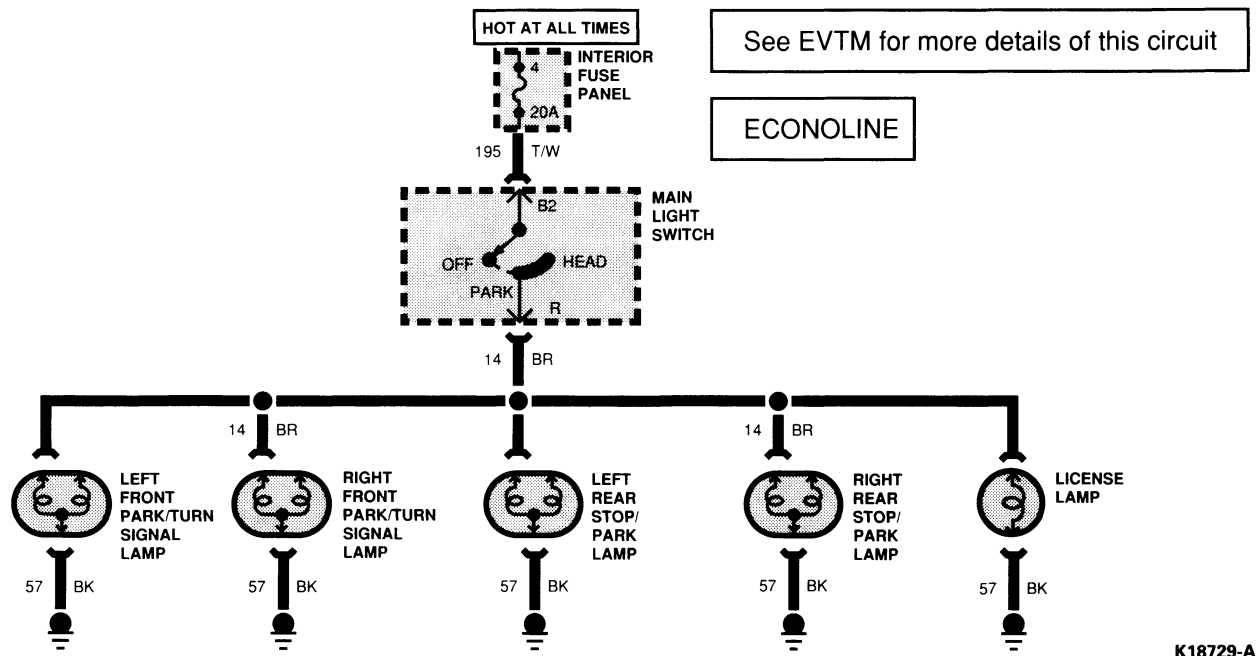 HOT AT ALL TIMES
See EVTM for more details of this circuit
4
20A
INTERIOR
FUSE
PANEL
ECONOLINE
195 T/W
MAIN
LIGHT
SWITCH
B2
OFF
HEAD
PARK
R
14 BR
14 BR
14 BR
LEFT
FRONT
PARK/TURN
SIGNAL
LAMP
RIGHT
FRONT
PARK/TURN
SIGNAL
LAMP
LEFT
REAR
STOP/
PARK
LAMP
RIGHT
REAR
STOP/
PARK
LAMP
LICENSE
LAMP
57 BK
57 BK
57 BK
57 BK
57 BK
K18729-A